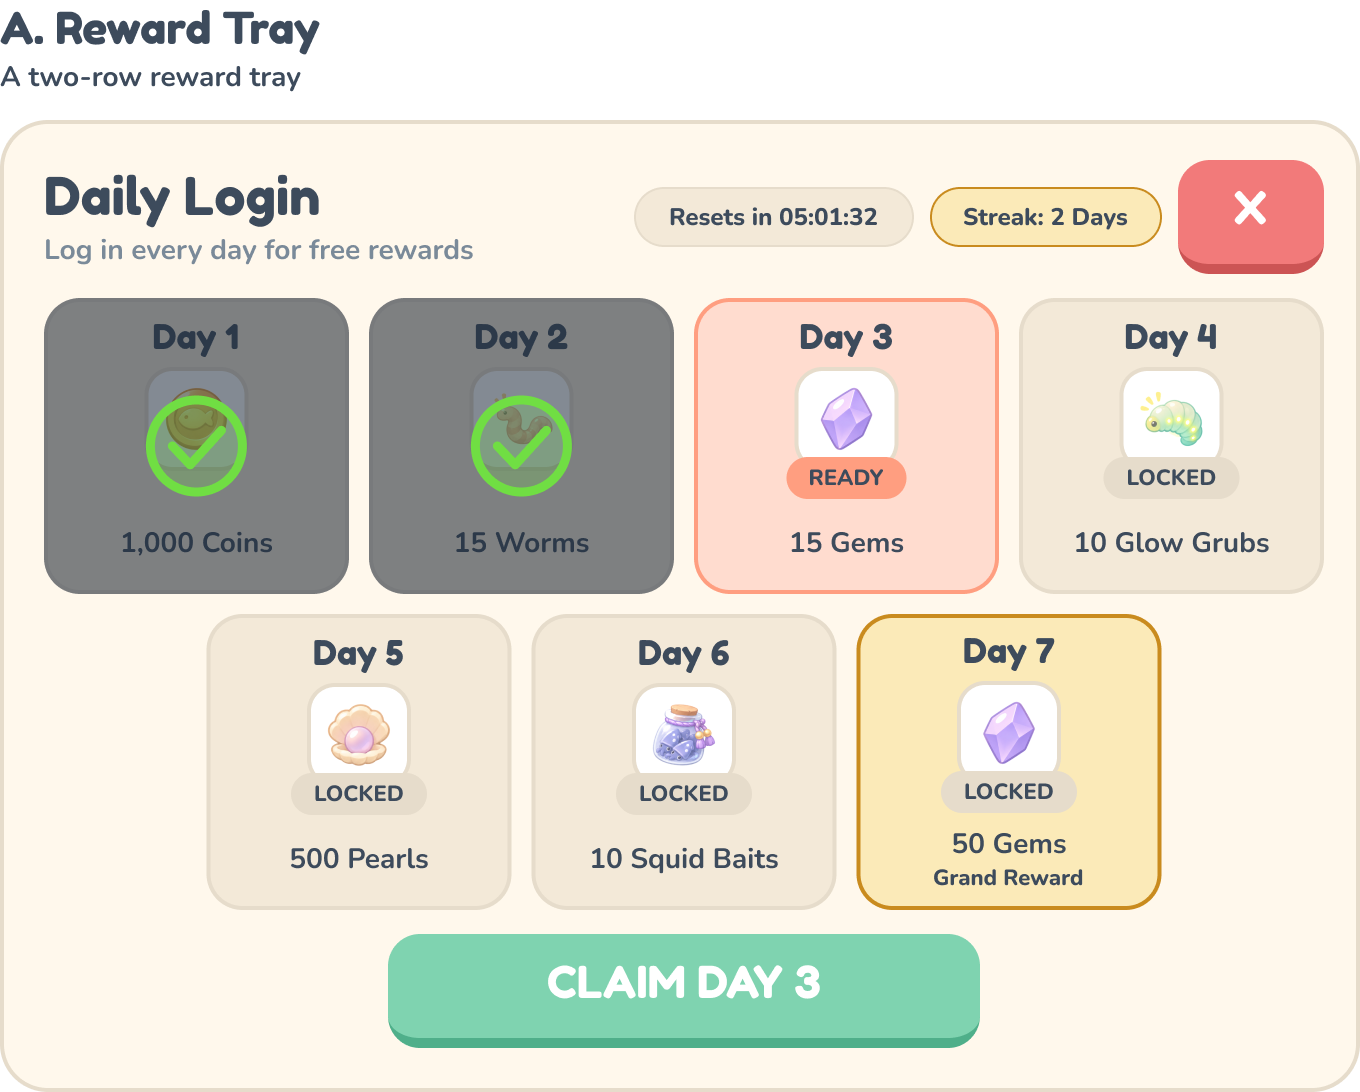 A. Reward Tray
A two-row reward tray
Daily Login
Log in every day for free rewards
Resets in 05:01:32
Streak: 2 Days
Day 1
1,000 Coins
Day 2
15 Worms
Day 3
READY
15 Gems
Day 4
LOCKED
10 Glow Grubs
Day 5
LOCKED
500 Pearls
Day 6
LOCKED
10 Squid Baits
Day 7
LOCKED
50 Gems
Grand Reward
CLAIM DAY 3